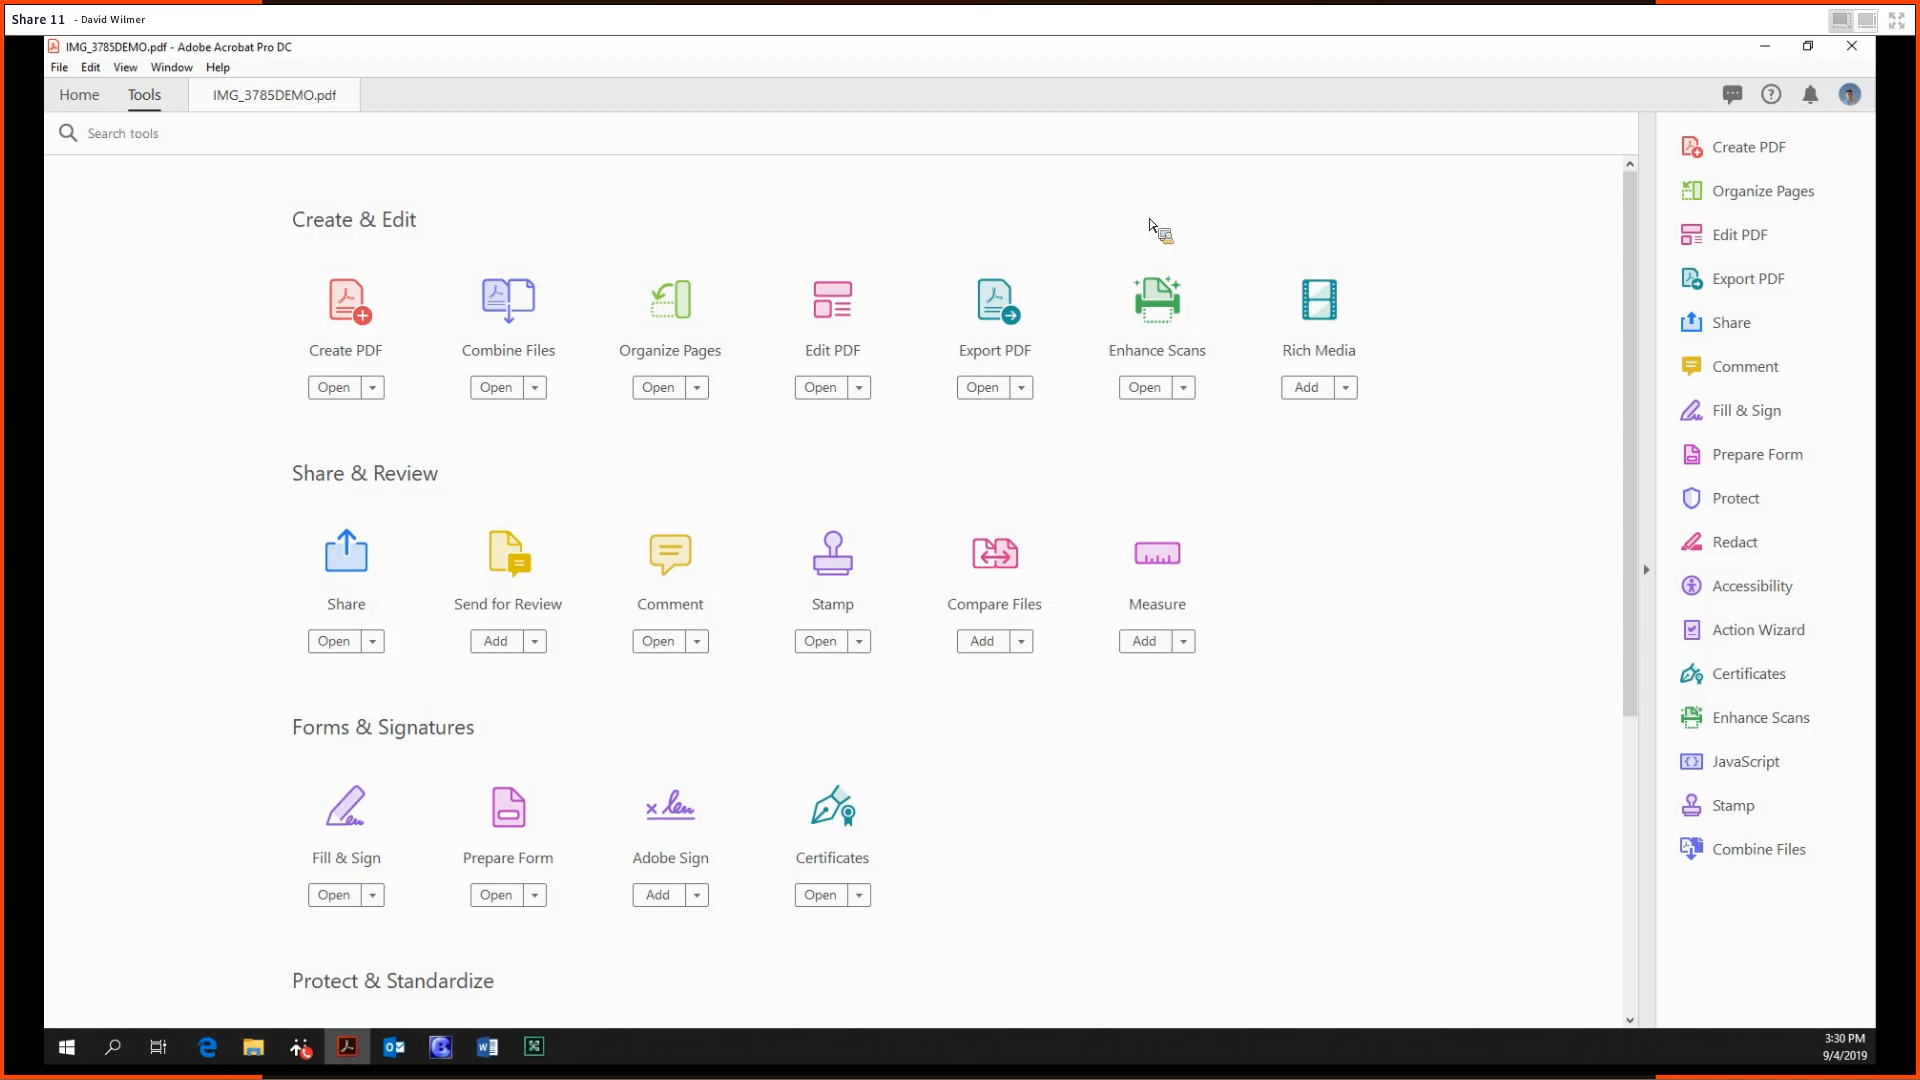 Share 11 - David Wilmer
IMG_3785DEMO.pdf - Adobe Acrobat Pro DC
File Edit View Window Help
Home Tools IMG_3785DEMO.pdf
Search tools
Create & Edit
Create PDF Combine Files Organize Pages Edit PDF Export PDF Enhance Scans Rich Media
Open Open Open Open Open Open Add
Share & Review
Share Send for Review Comment Stamp Compare Files Measure
Open Add Open Open Add Add
Forms & Signatures
Fill & Sign Prepare Form Adobe Sign Certificates
Open Open Add Open
Protect & Standardize
Create PDF
Organize Pages
Edit PDF
Export PDF
Share
Comment
Fill & Sign
Prepare Form
Protect
Redact
Accessibility
Action Wizard
Certificates
Enhance Scans
JavaScript
Stamp
Combine Files
3:30 PM
9/4/2019